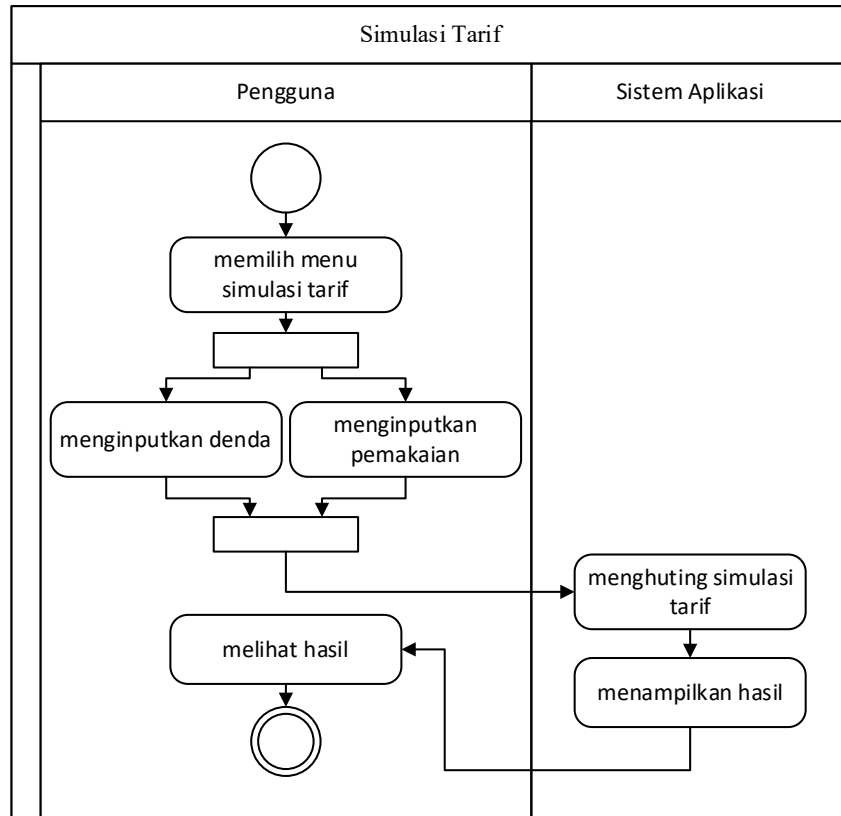 Simulasi Tarif
Pengguna
Sistem Aplikasi
memilih menu
simulasi tarif
menginputkan denda
menginputkan
pemakaian
menghuting simulasi
tarif
melihat hasil
menampilkan hasil